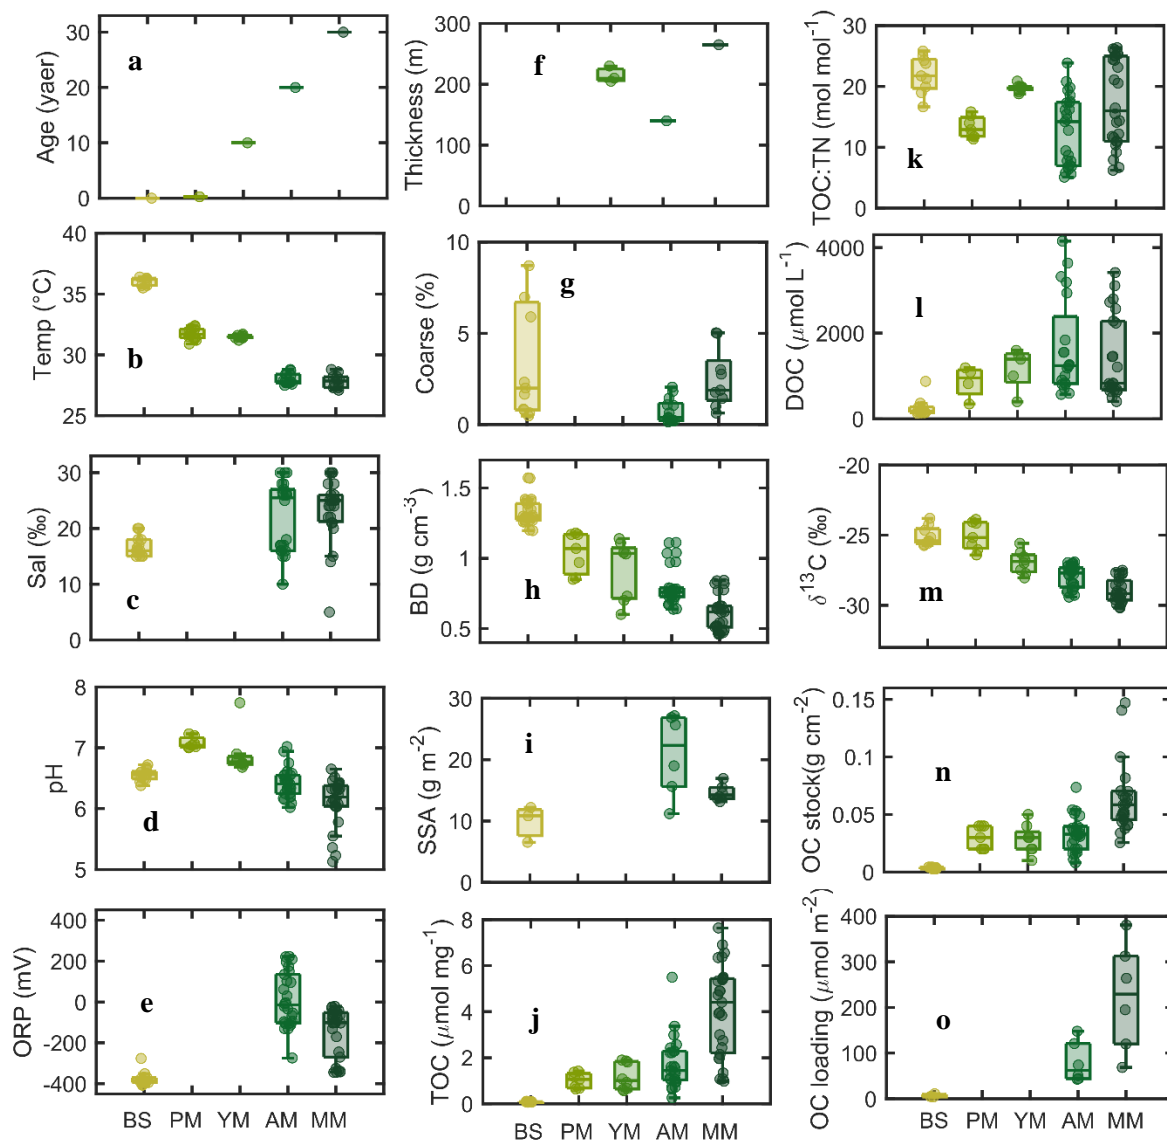 Age (yaer)
30
20
10
0
a
Thickness (m)
300
200
100
0
f
TOC:TN (mol mol⁻¹)
30
20
10
0
k
Temp (°C)
40
35
30
25
b
Coarse (%)
10
5
0
g
DOC (μmol L⁻¹)
4000
2000
0
l
Sal (‰)
30
20
10
0
c
BD (g cm⁻³)
1.5
1
0.5
h
δ¹³C (‰)
-20
-25
-30
m
pH
7
6
5
d
SSA (g m⁻²)
30
20
10
0
i
OC stock(g cm⁻²)
0.15
0.1
0.05
0
n
ORP (mV)
400
200
0
-200
-400
e
BS PM YM AM MM
TOC (μmol mg⁻¹)
8
6
4
2
0
j
BS PM YM AM MM
OC loading (μmol m⁻²)
400
300
200
100
0
o
BS PM YM AM MM